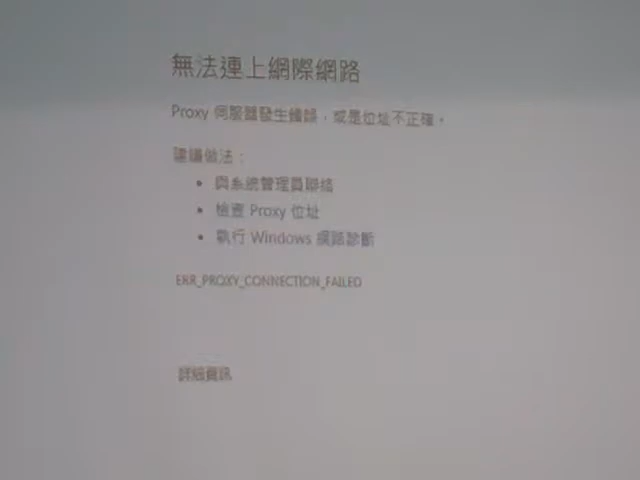 無法連上網際網路
Proxy 伺服器發生錯誤，或是位址不正確。
建議做法：
• 與系統管理員聯絡
• 檢查 Proxy 位址
• 執行 Windows 網路診斷
ERR_PROXY_CONNECTION_FAILED
詳細資訊